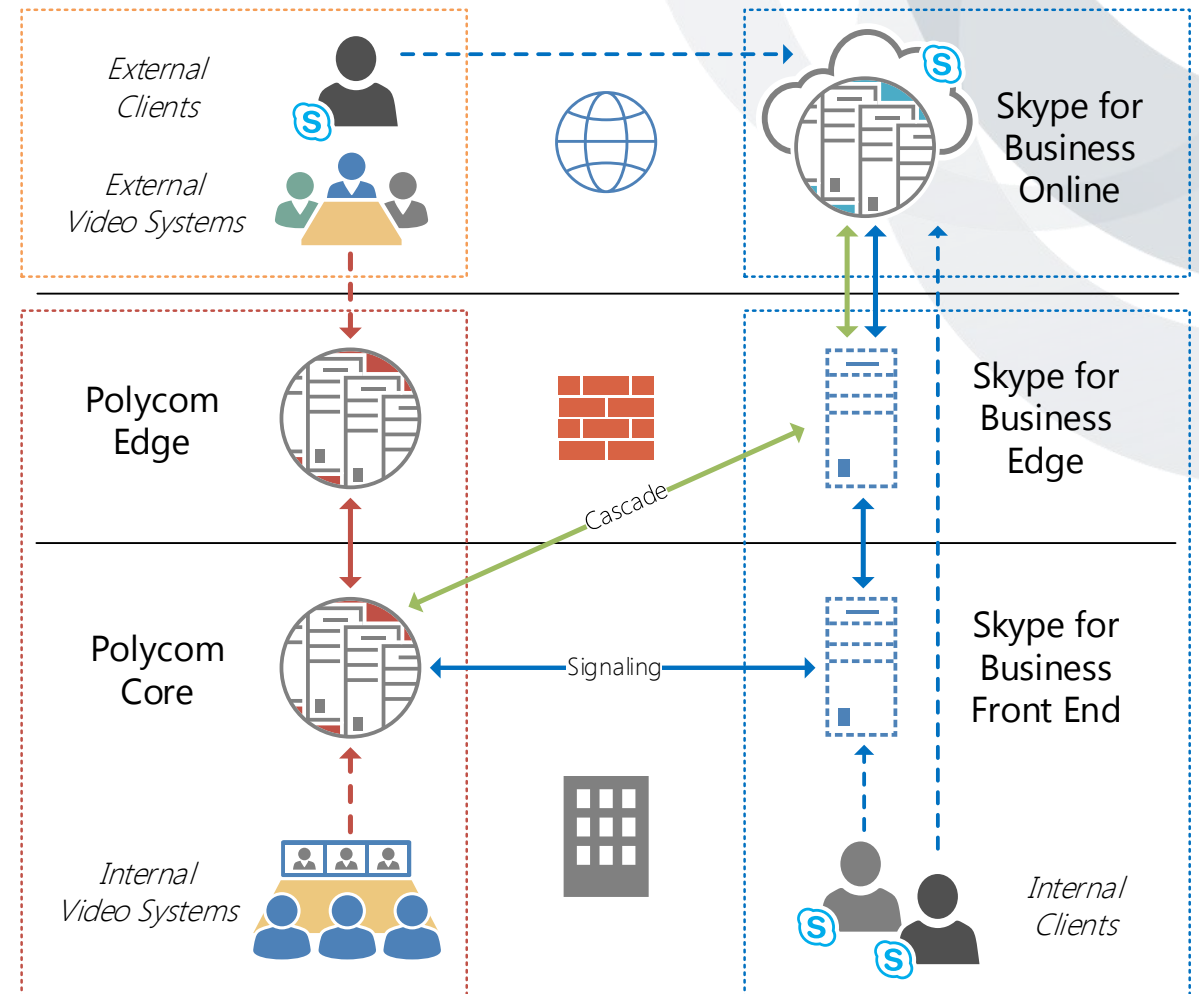 External
Clients
External
Video Systems
Skype for
Business
Online
Polycom
Edge
Skype for
Business
Edge
Cascade
Polycom
Core
Signaling
Skype for
Business
Front End
Internal
Video Systems
Internal
Clients
S
S
S
S